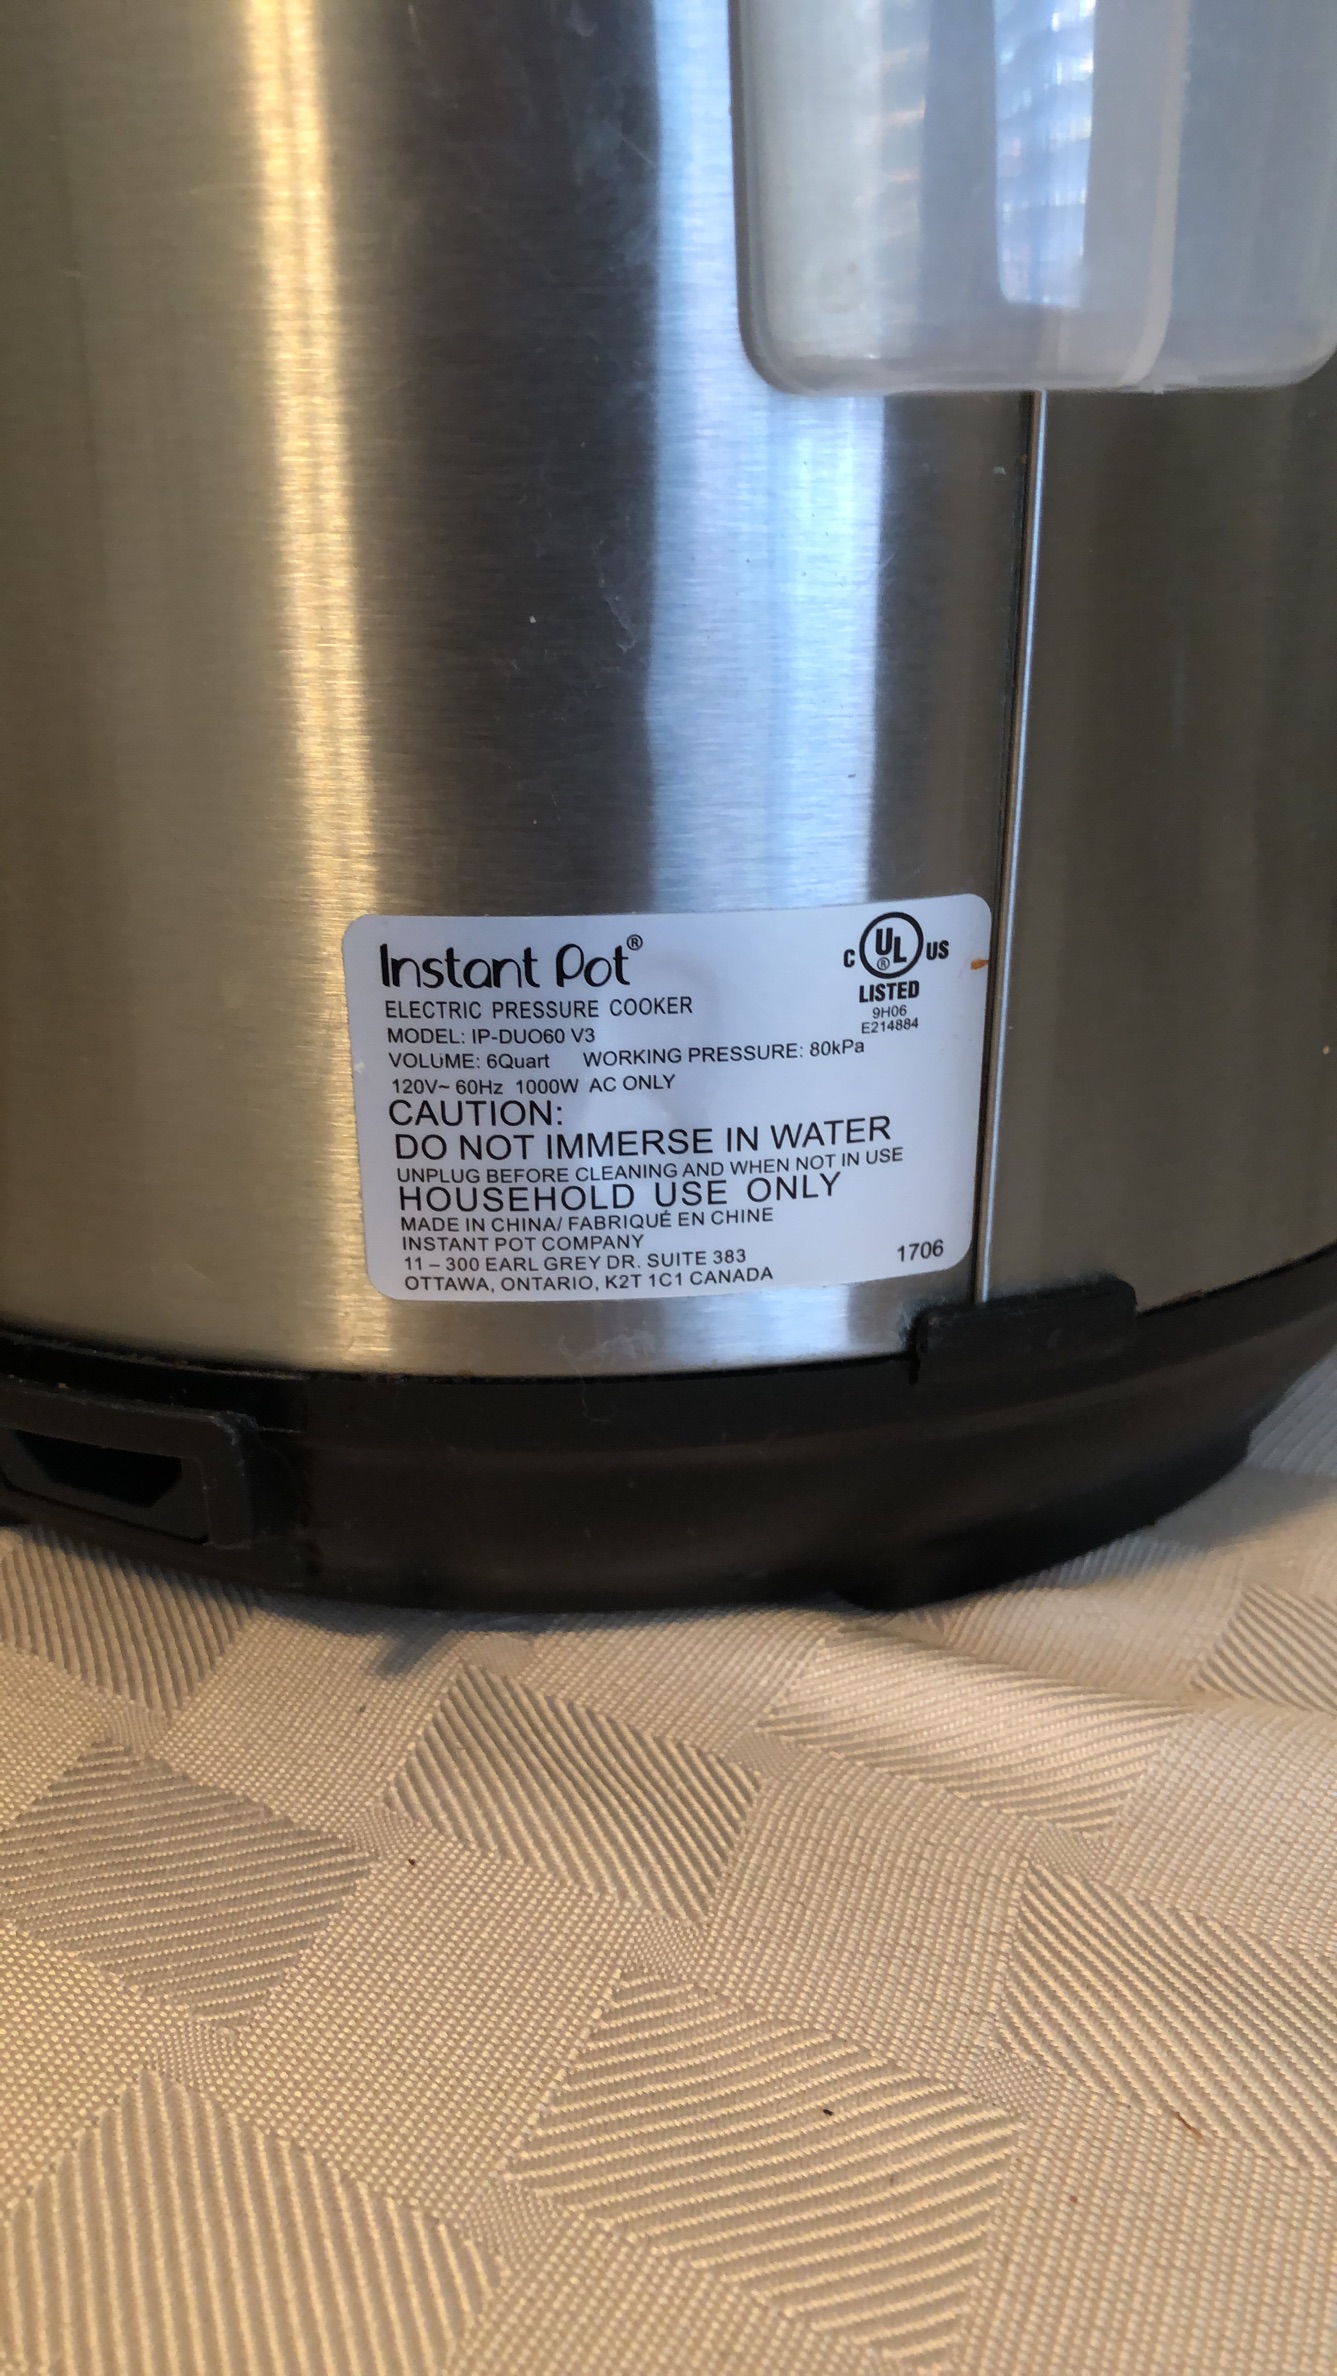 Instant Pot®
C UL® US
LISTED
9H06
E214884
ELECTRIC PRESSURE COOKER
MODEL: IP-DUO60 V3
VOLUME: 6Quart WORKING PRESSURE: 80kPa
120V~ 60Hz 1000W AC ONLY
CAUTION:
DO NOT IMMERSE IN WATER
UNPLUG BEFORE CLEANING AND WHEN NOT IN USE
HOUSEHOLD USE ONLY
MADE IN CHINA/ FABRIQUÉ EN CHINE
INSTANT POT COMPANY
11 – 300 EARL GREY DR. SUITE 383
OTTAWA, ONTARIO, K2T 1C1 CANADA
1706